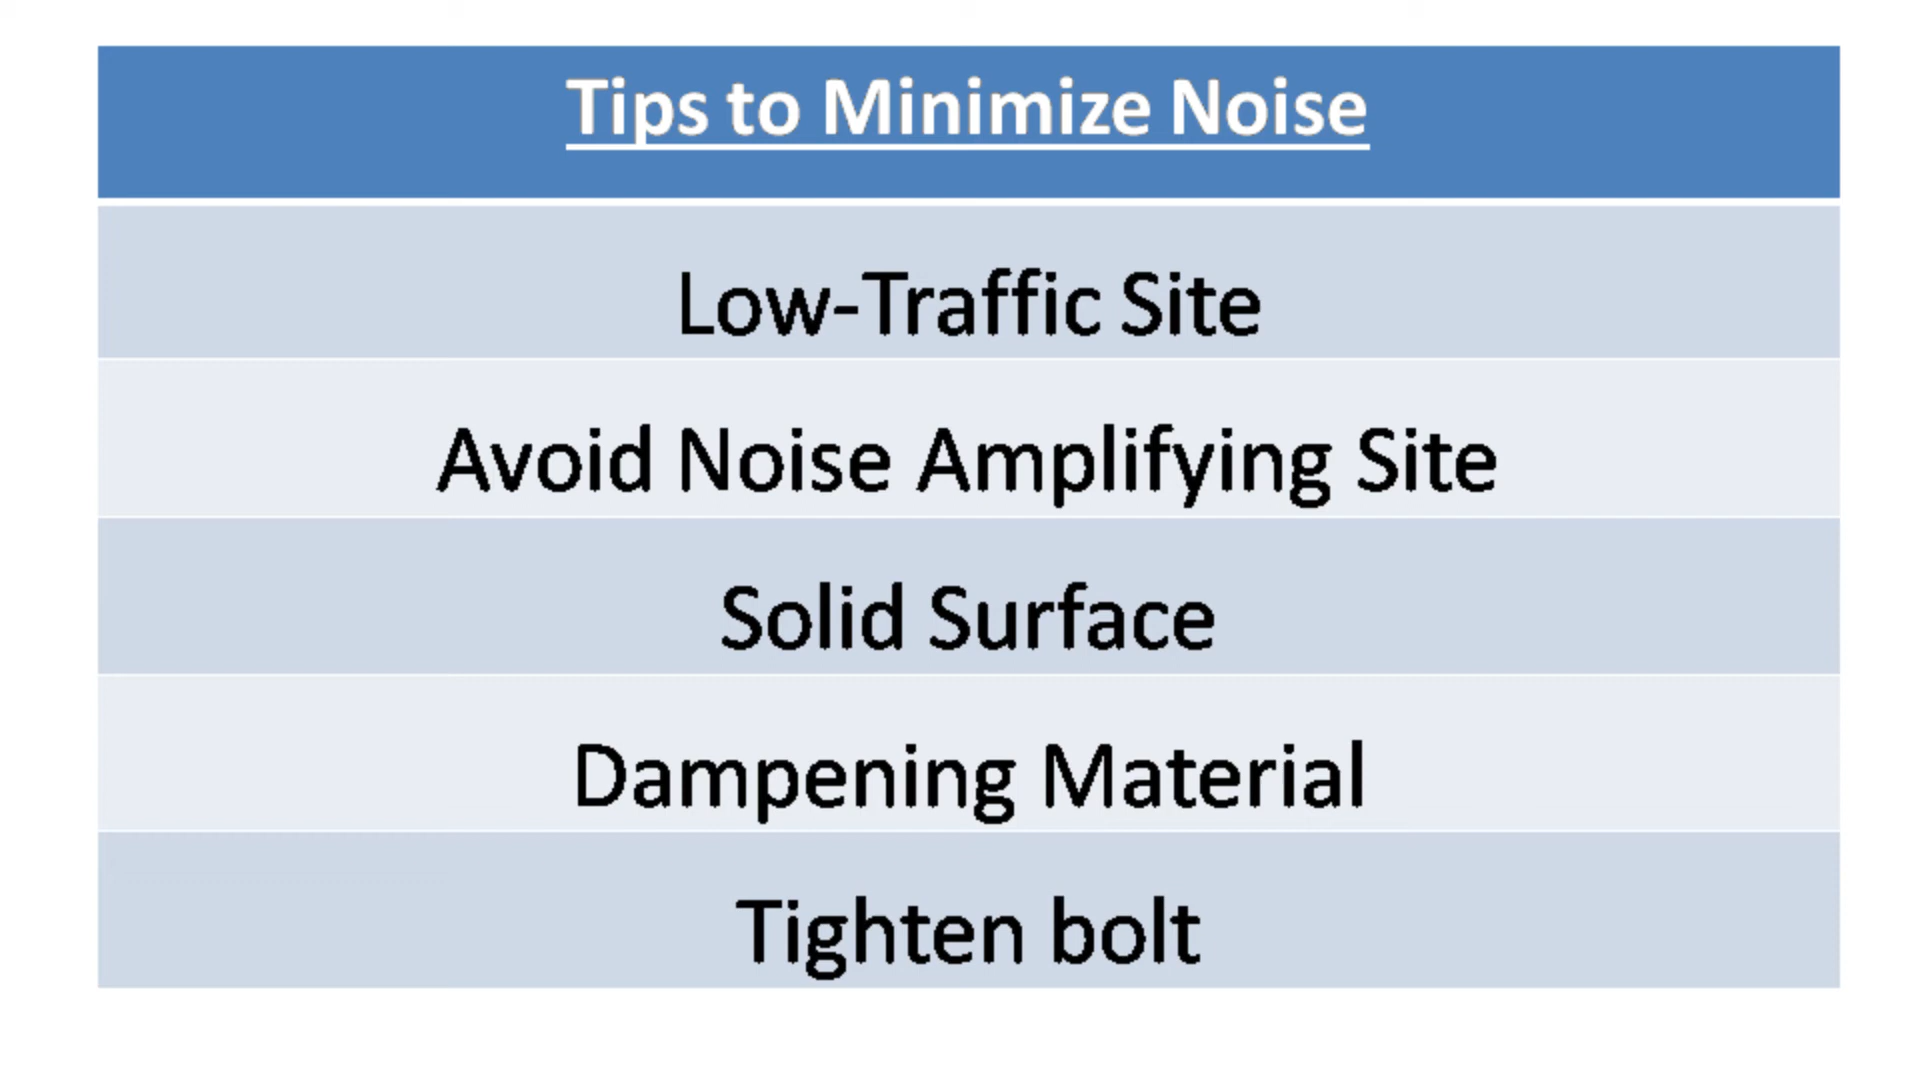 Tips to Minimize Noise
Low-Traffic Site
Avoid Noise Amplifying Site
Solid Surface
Dampening Material
Tighten bolt